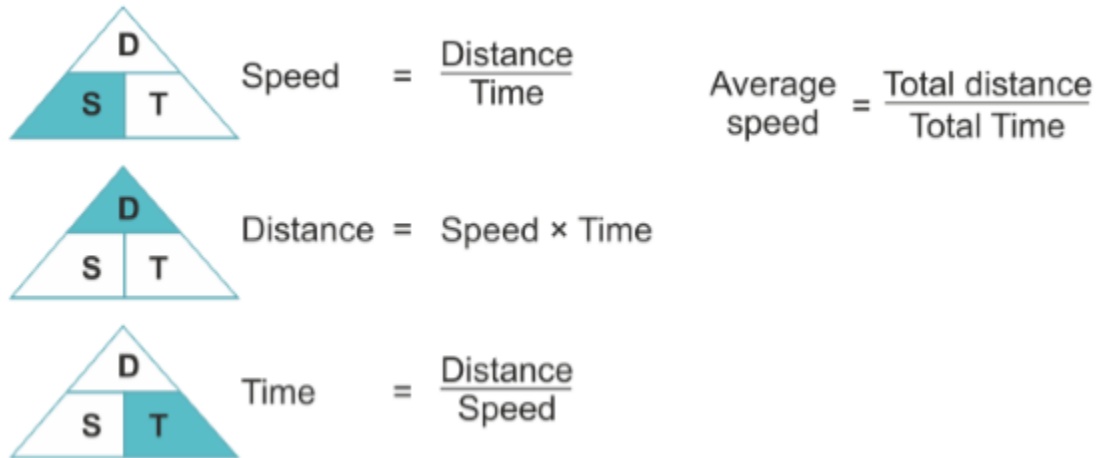 D
S T
Speed = Distance
Time
Average
speed = Total distance
Total Time
D
S T
Distance = Speed × Time
D
S T
Time = Distance
Speed